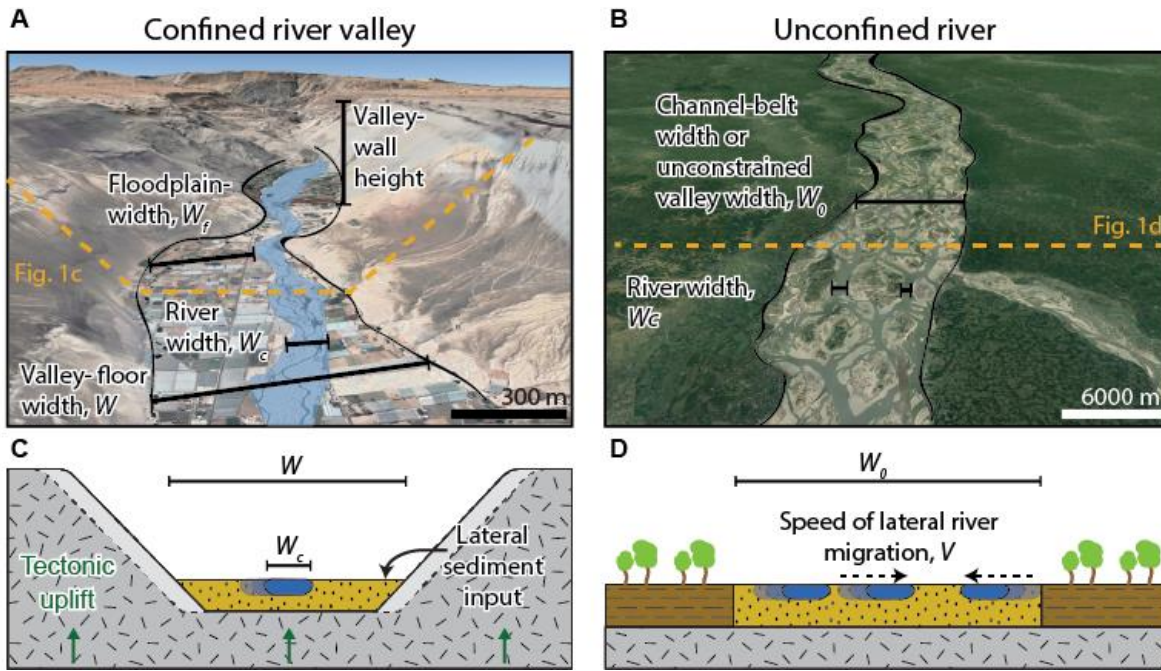 A
Confined river valley
Valley-
wall
height
Floodplain-
width, Wf
Fig. 1c
River
width, Wc
Valley- floor
width, W
300 m
B
Unconfined river
Channel-belt
width or
unconstrained
valley width, W0
Fig. 1d
River width,
Wc
6000 m
C
W
Wc
Lateral
sediment
input
Tectonic
uplift
D
W0
Speed of lateral river
migration, V